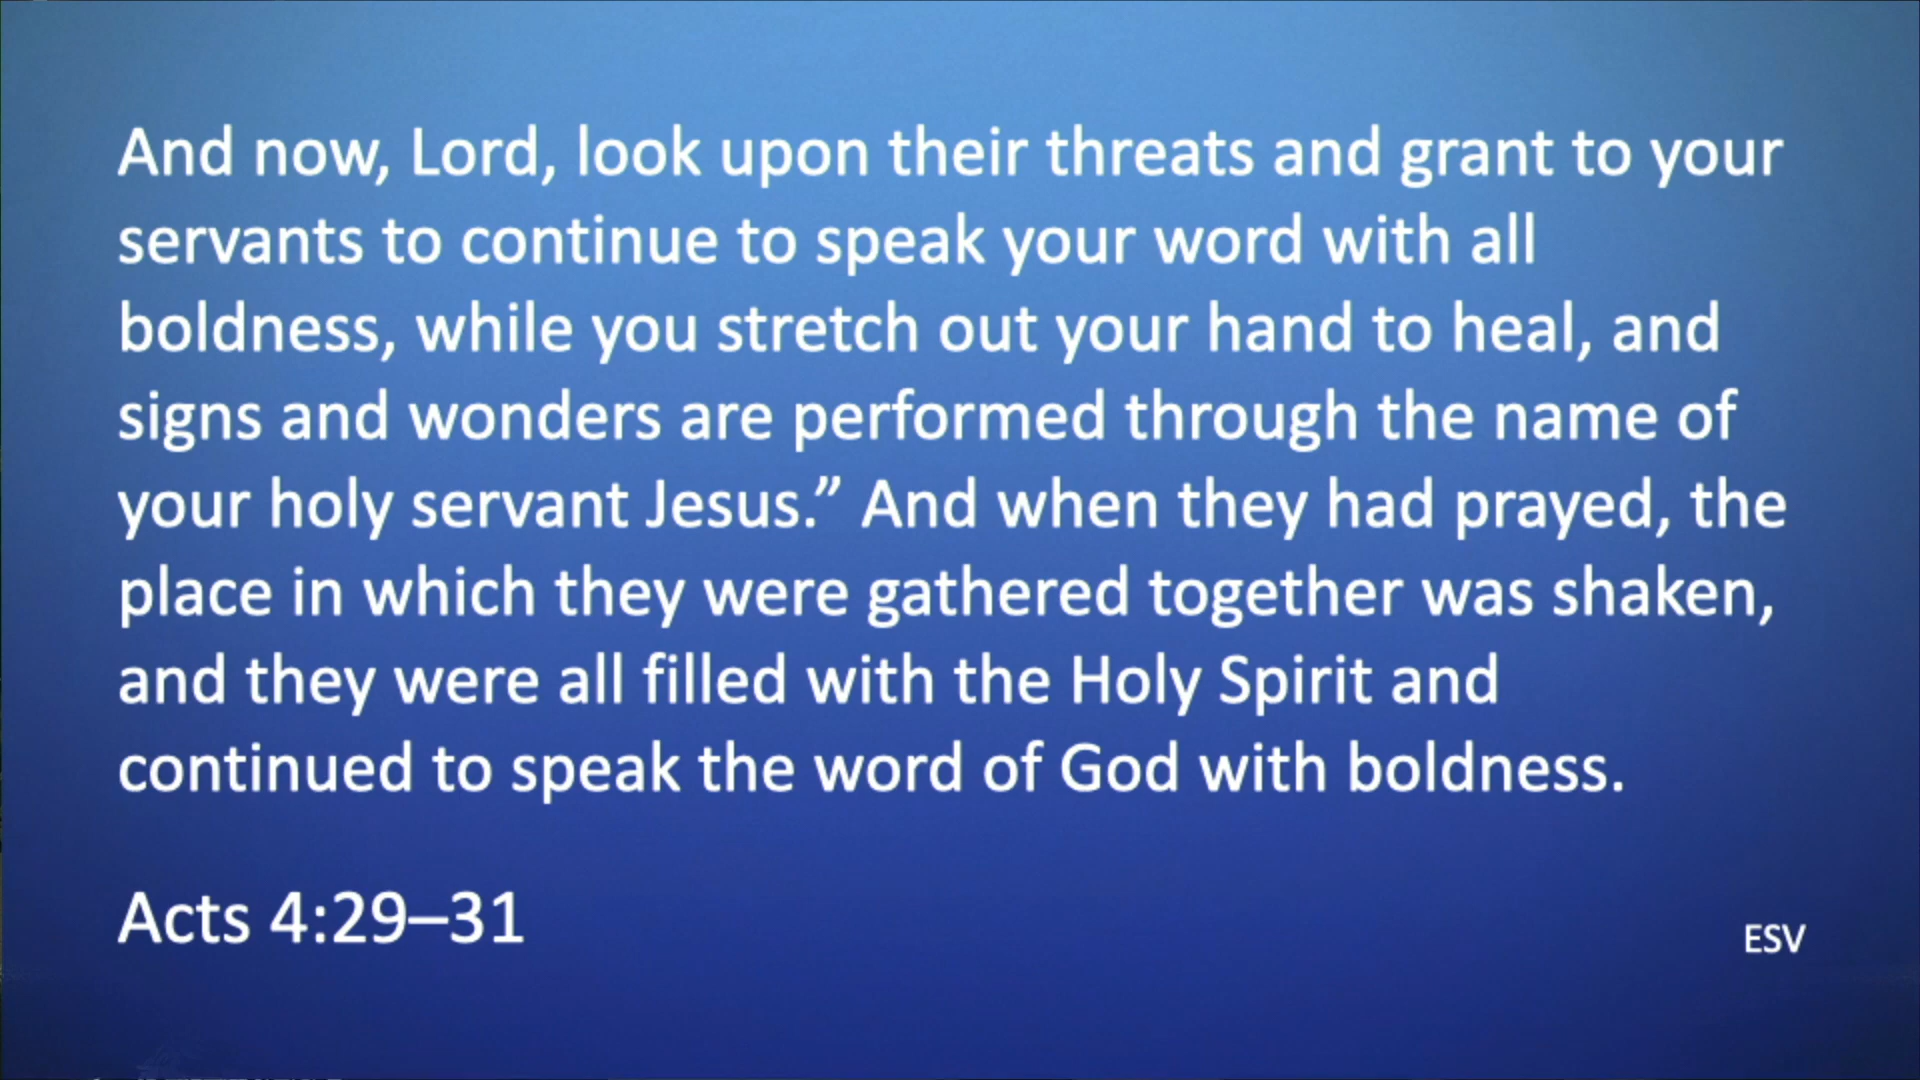 And now, Lord, look upon their threats and grant to your
servants to continue to speak your word with all
boldness, while you stretch out your hand to heal, and
signs and wonders are performed through the name of
your holy servant Jesus.” And when they had prayed, the
place in which they were gathered together was shaken,
and they were all filled with the Holy Spirit and
continued to speak the word of God with boldness.
Acts 4:29–31
ESV